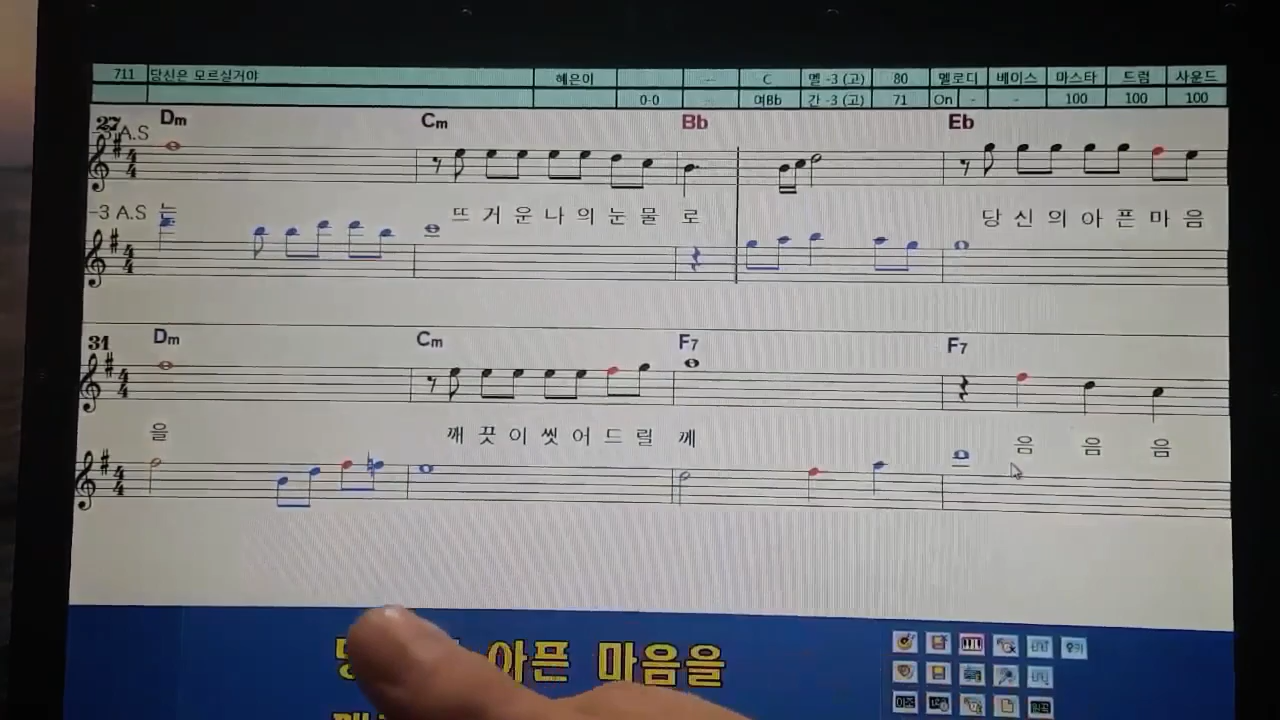 711 당신은 모르실거야 혜은이 -- C 멜 -3 (고) 80 멜로디 베이스 마스타 드럼 사운드
0-0 -- 여Bb 간 -3 (고) 71 On - - 100 100 100
27 Dm Cm Bb Eb
-3 A.S
-3 A.S 는 뜨 거 운 나 의 눈 물 로 당 신 의 아 픈 마 음
31 Dm Cm F7 F7
을 깨 끗 이 씻 어 드 릴 께 음 음 음
아픈 마음을